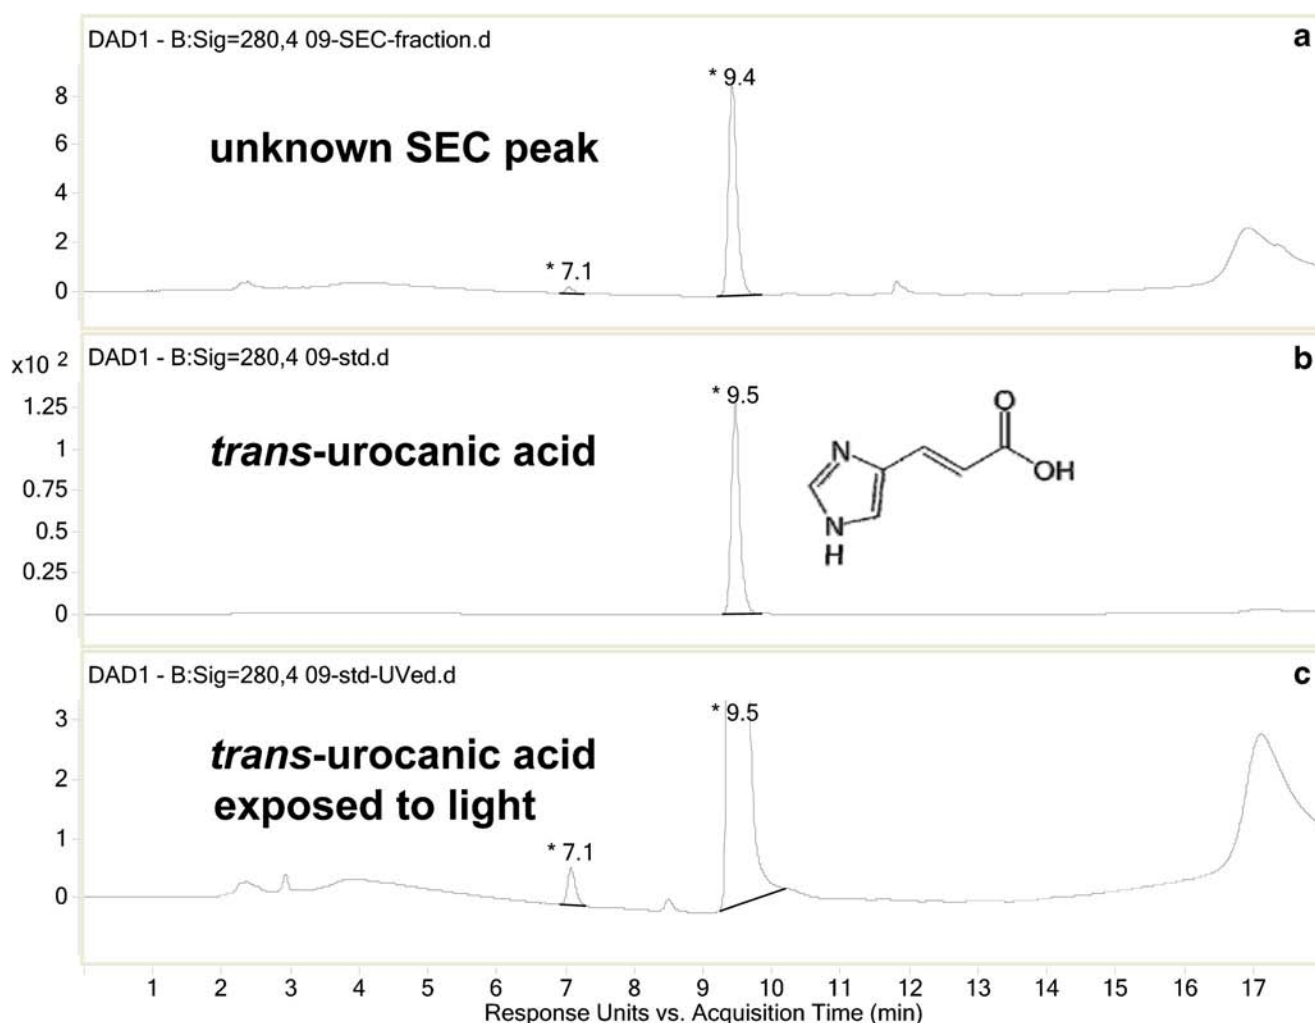 DAD1 - B:Sig=280,4 09-SEC-fraction.d
a
* 9.4
8
unknown SEC peak
6
4
2
* 7.1
0
DAD1 - B:Sig=280,4 09-std.d
b
x10 2
* 9.5
1.25
trans-urocanic acid
1
0.75
0.5
0.25
0
O
N
OH
N
H
DAD1 - B:Sig=280,4 09-std-UVed.d
c
* 9.5
3
trans-urocanic acid
exposed to light
2
1
* 7.1
0
1 2 3 4 5 6 7 8 9 10 11 12 13 14 15 16 17
Response Units vs. Acquisition Time (min)